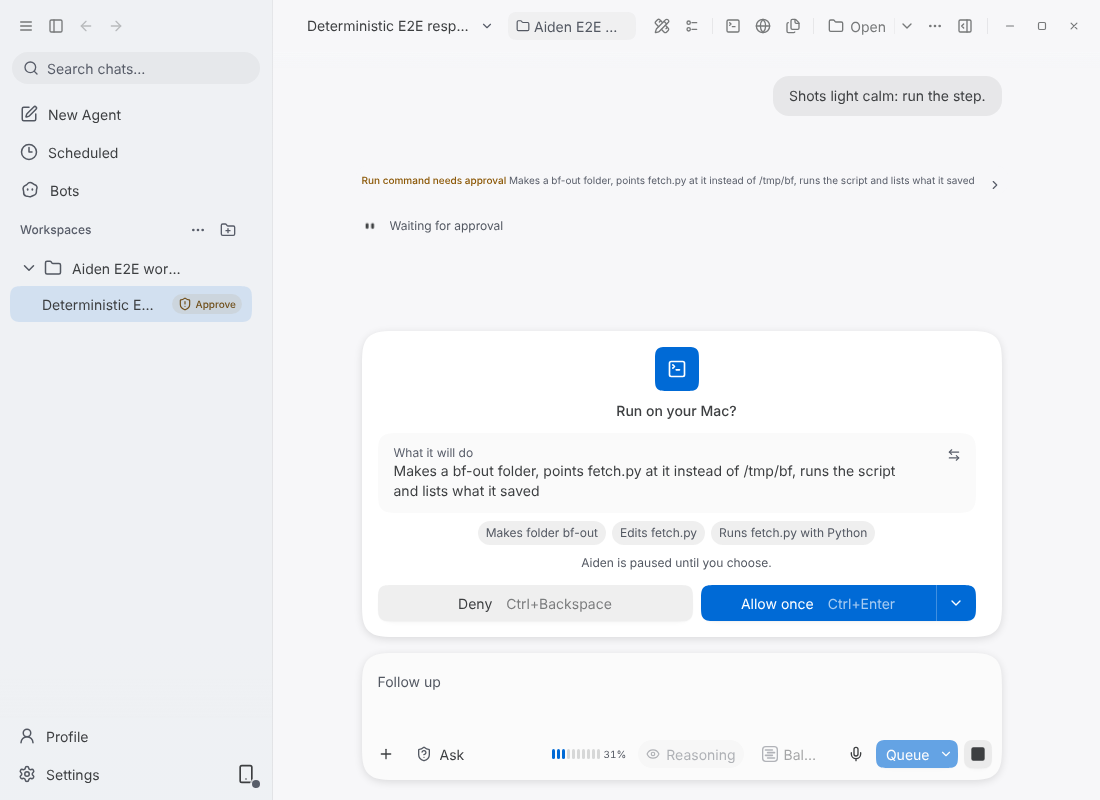 Deterministic E2E resp...
Aiden E2E ...
Open
Search chats...
New Agent
Scheduled
Bots
Workspaces
Aiden E2E wor...
Deterministic E...
Approve
Profile
Settings
Shots light calm: run the step.
Run command needs approval Makes a bf-out folder, points fetch.py at it instead of /tmp/bf, runs the script and lists what it saved
Waiting for approval
Run on your Mac?
What it will do
Makes a bf-out folder, points fetch.py at it instead of /tmp/bf, runs the script
and lists what it saved
Makes folder bf-out
Edits fetch.py
Runs fetch.py with Python
Aiden is paused until you choose.
Deny Ctrl+Backspace
Allow once Ctrl+Enter
Follow up
Ask
31%
Reasoning
Bal...
Queue